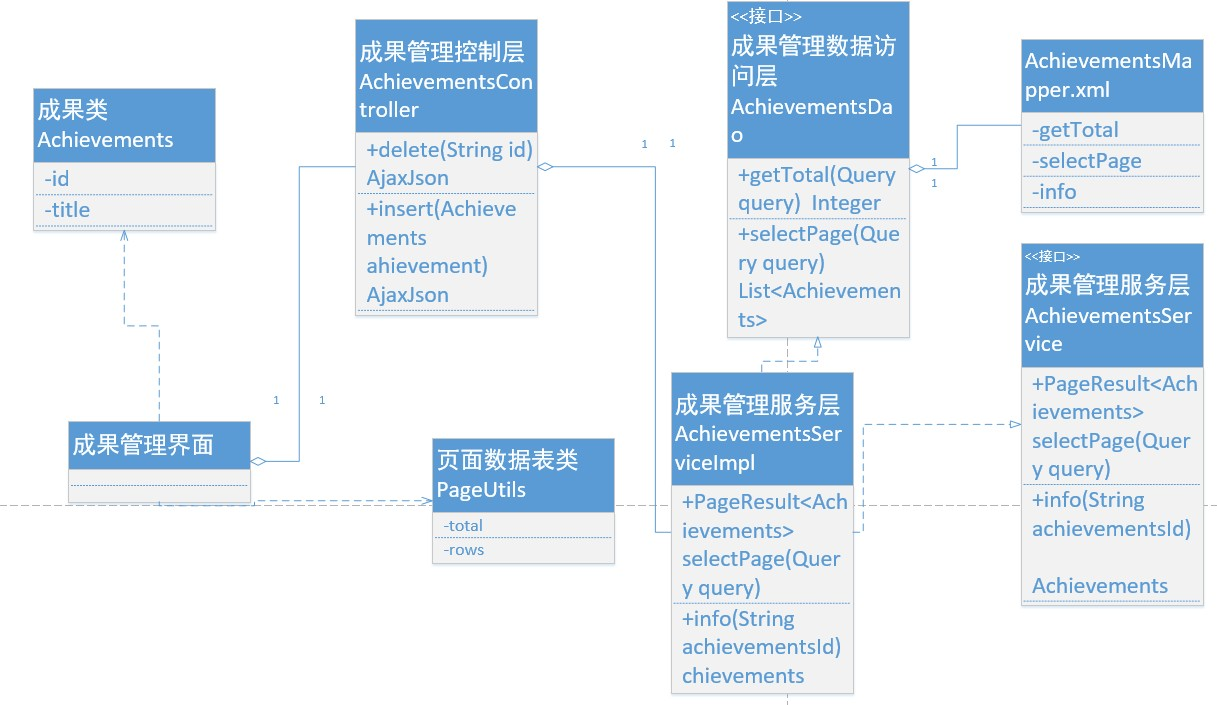 成果类
Achievements
-id
-title
成果管理控制层
AchievementsCon
troller
+delete(String id)
AjaxJson
+insert(Achieve
ments
ahievement)
AjaxJson
<<接口>>
成果管理数据访
问层
AchievementsDa
o
+getTotal(Query
query) Integer
+selectPage(Que
ry query)
List<Achievemen
ts>
AchievementsMa
pper.xml
-getTotal
-selectPage
-info
1
1
1
1
<<接口>>
成果管理服务层
AchievementsSer
vice
+PageResult<Ach
ievements>
selectPage(Quer
y query)
+info(String
achievementsId)
Achievements
1
1
成果管理界面
页面数据表类
PageUtils
-total
-rows
成果管理服务层
AchievementsSer
viceImpl
+PageResult<Ach
ievements>
selectPage(Quer
y query)
+info(String
achievementsId)
chievements